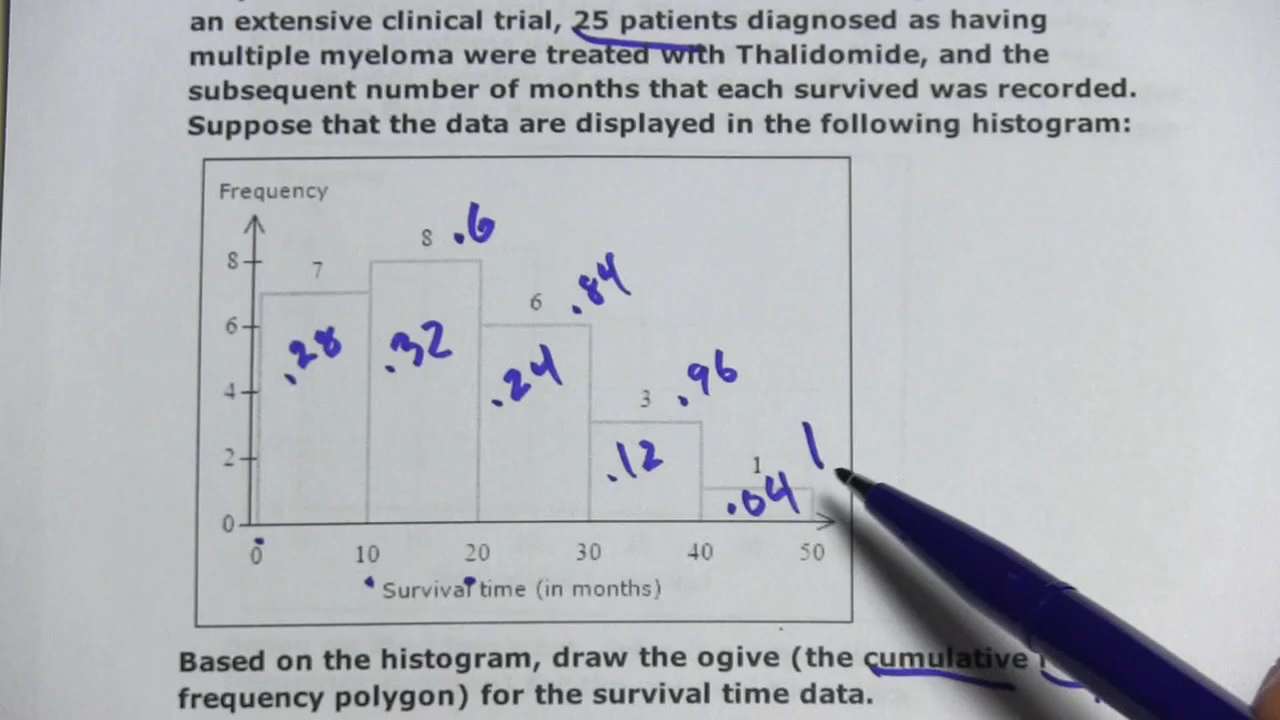 an extensive clinical trial, 25 patients diagnosed as having
multiple myeloma were treated with Thalidomide, and the
subsequent number of months that each survived was recorded.
Suppose that the data are displayed in the following histogram:
Frequency
8 .6
8
7
6 .84
6
.28 .32 .24
4
3 .96
2
.12
1 1
.04
0
0 10 20 30 40 50
Survival time (in months)
Based on the histogram, draw the ogive (the cumulative
frequency polygon) for the survival time data.